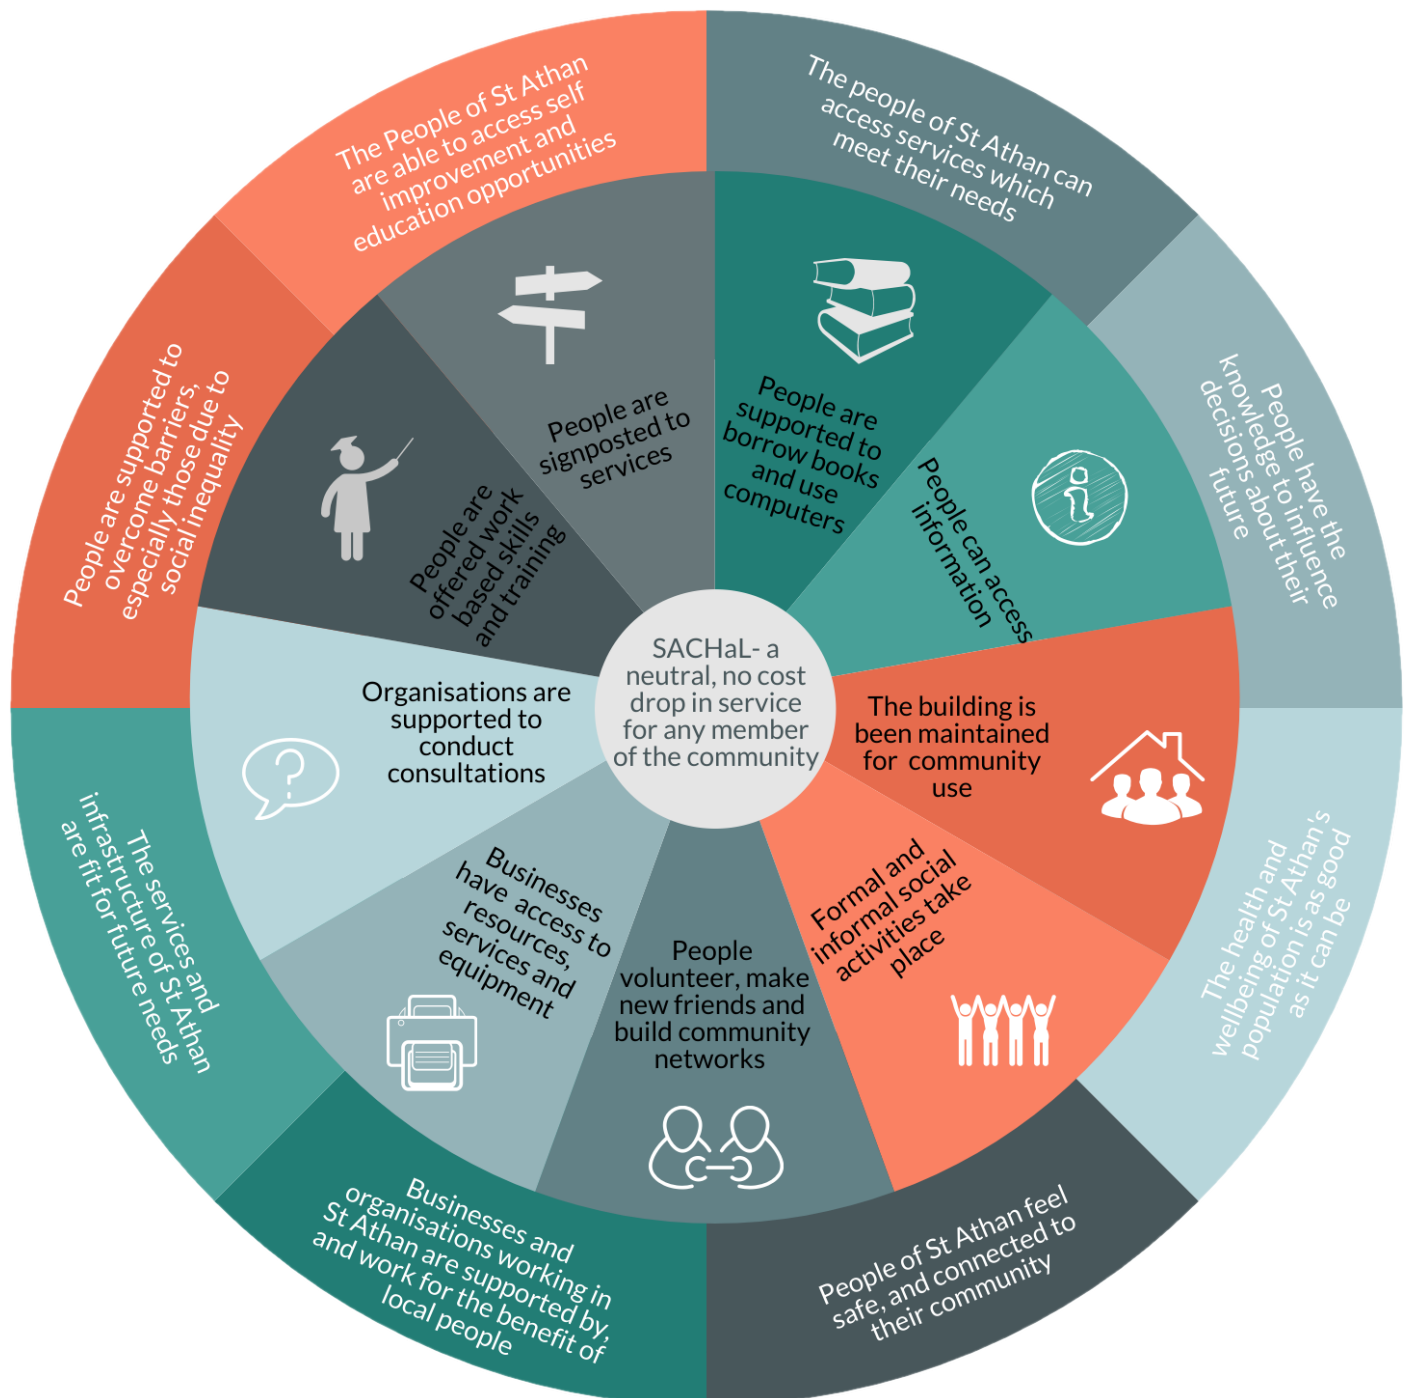 The people of St Athan can
access services which
meet their needs
People have the
knowledge to influence
decisions about their
future
The health and
wellbeing of St Athan's
population is as good
as it can be
People of St Athan feel
safe, and connected to
their community
Businesses and
organisations working in
St Athan are supported by,
and work for the benefit of
local people
The services and
infrastructure of St Athan
are fit for future needs
People are supported to
overcome barriers,
especially those due to
social inequality
The People of St Athan
are able to access self
improvement and
education opportunities
People are
supported to
borrow books
and use
computers
People can access
information
The building is
been maintained
for community
use
Formal and
informal social
activities take
place
People
volunteer, make
new friends and
build community
networks
Businesses
have access to
resources,
services and
equipment
Organisations are
supported to
conduct
consultations
People are
offered work
based skills
and training
People are
signposted to
services
SACHaL- a
neutral, no cost
drop in service
for any member
of the community